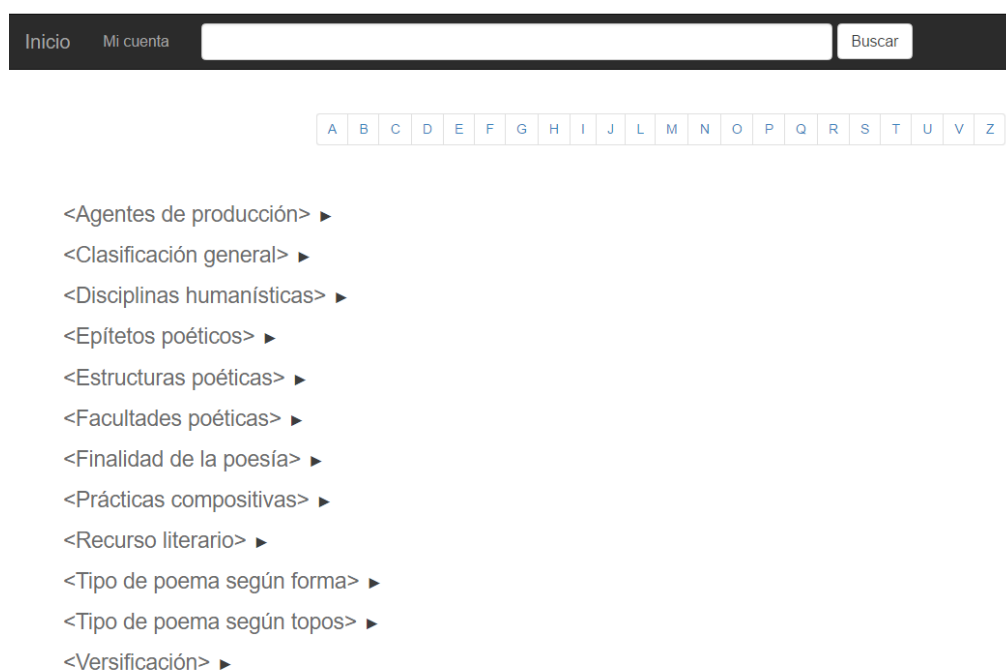 Inicio Mi cuenta Buscar
A B C D E F G H I J L M N O P Q R S T U V Z
<Agentes de producción> ►
<Clasificación general> ►
<Disciplinas humanísticas> ►
<Epítetos poéticos> ►
<Estructuras poéticas> ►
<Facultades poéticas> ►
<Finalidad de la poesía> ►
<Prácticas compositivas> ►
<Recurso literario> ►
<Tipo de poema según forma> ►
<Tipo de poema según topos> ►
<Versificación> ►